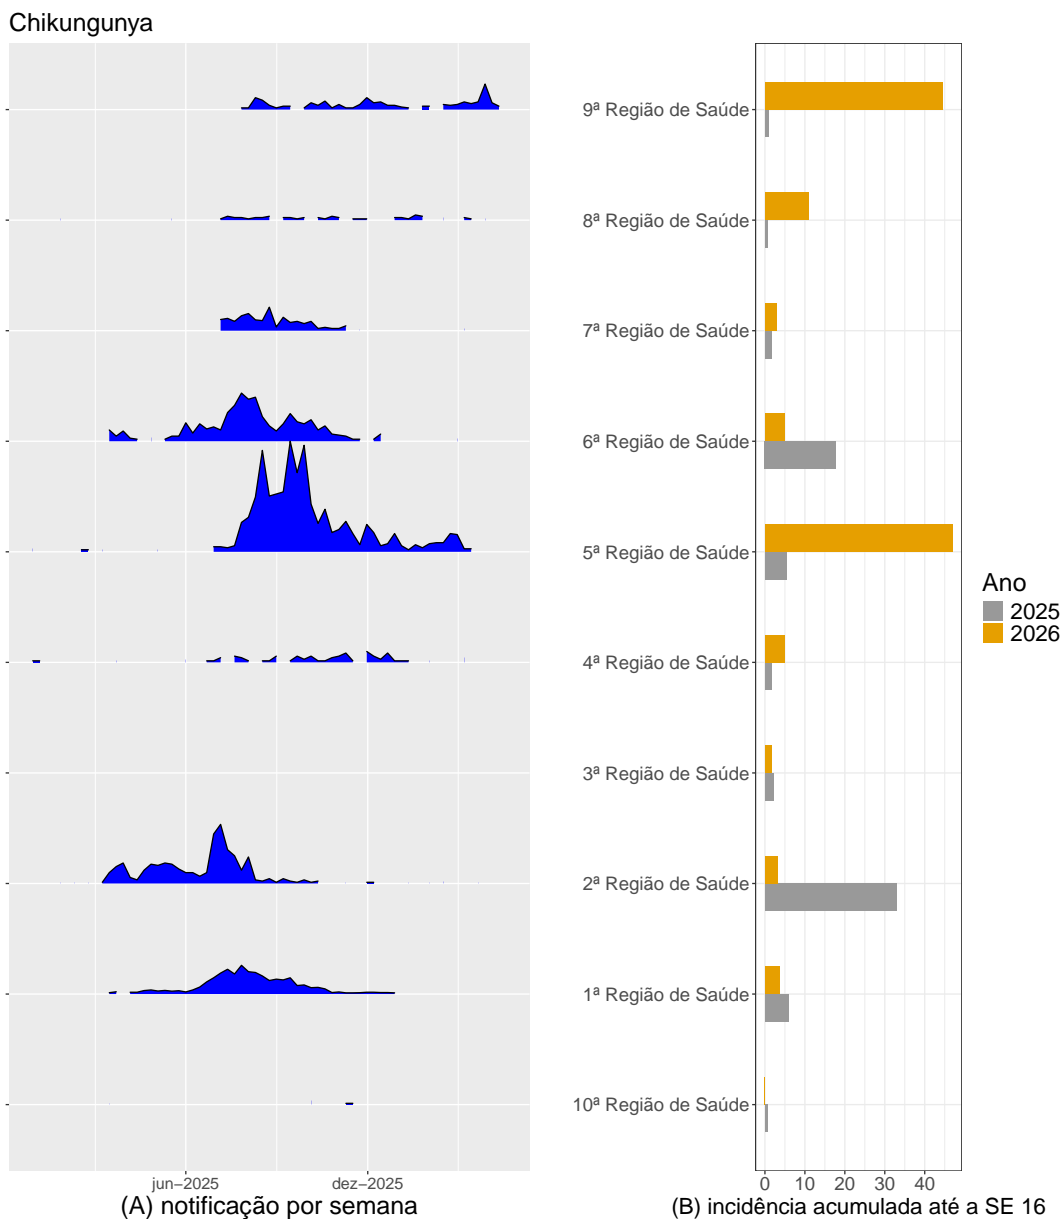 Chikungunya
9ª Região de Saúde
8ª Região de Saúde
7ª Região de Saúde
6ª Região de Saúde
5ª Região de Saúde
4ª Região de Saúde
3ª Região de Saúde
2ª Região de Saúde
1ª Região de Saúde
10ª Região de Saúde
Ano
2025
2026
jun−2025 dez−2025
0 10 20 30 40
(A) notificação por semana
(B) incidência acumulada até a SE 16